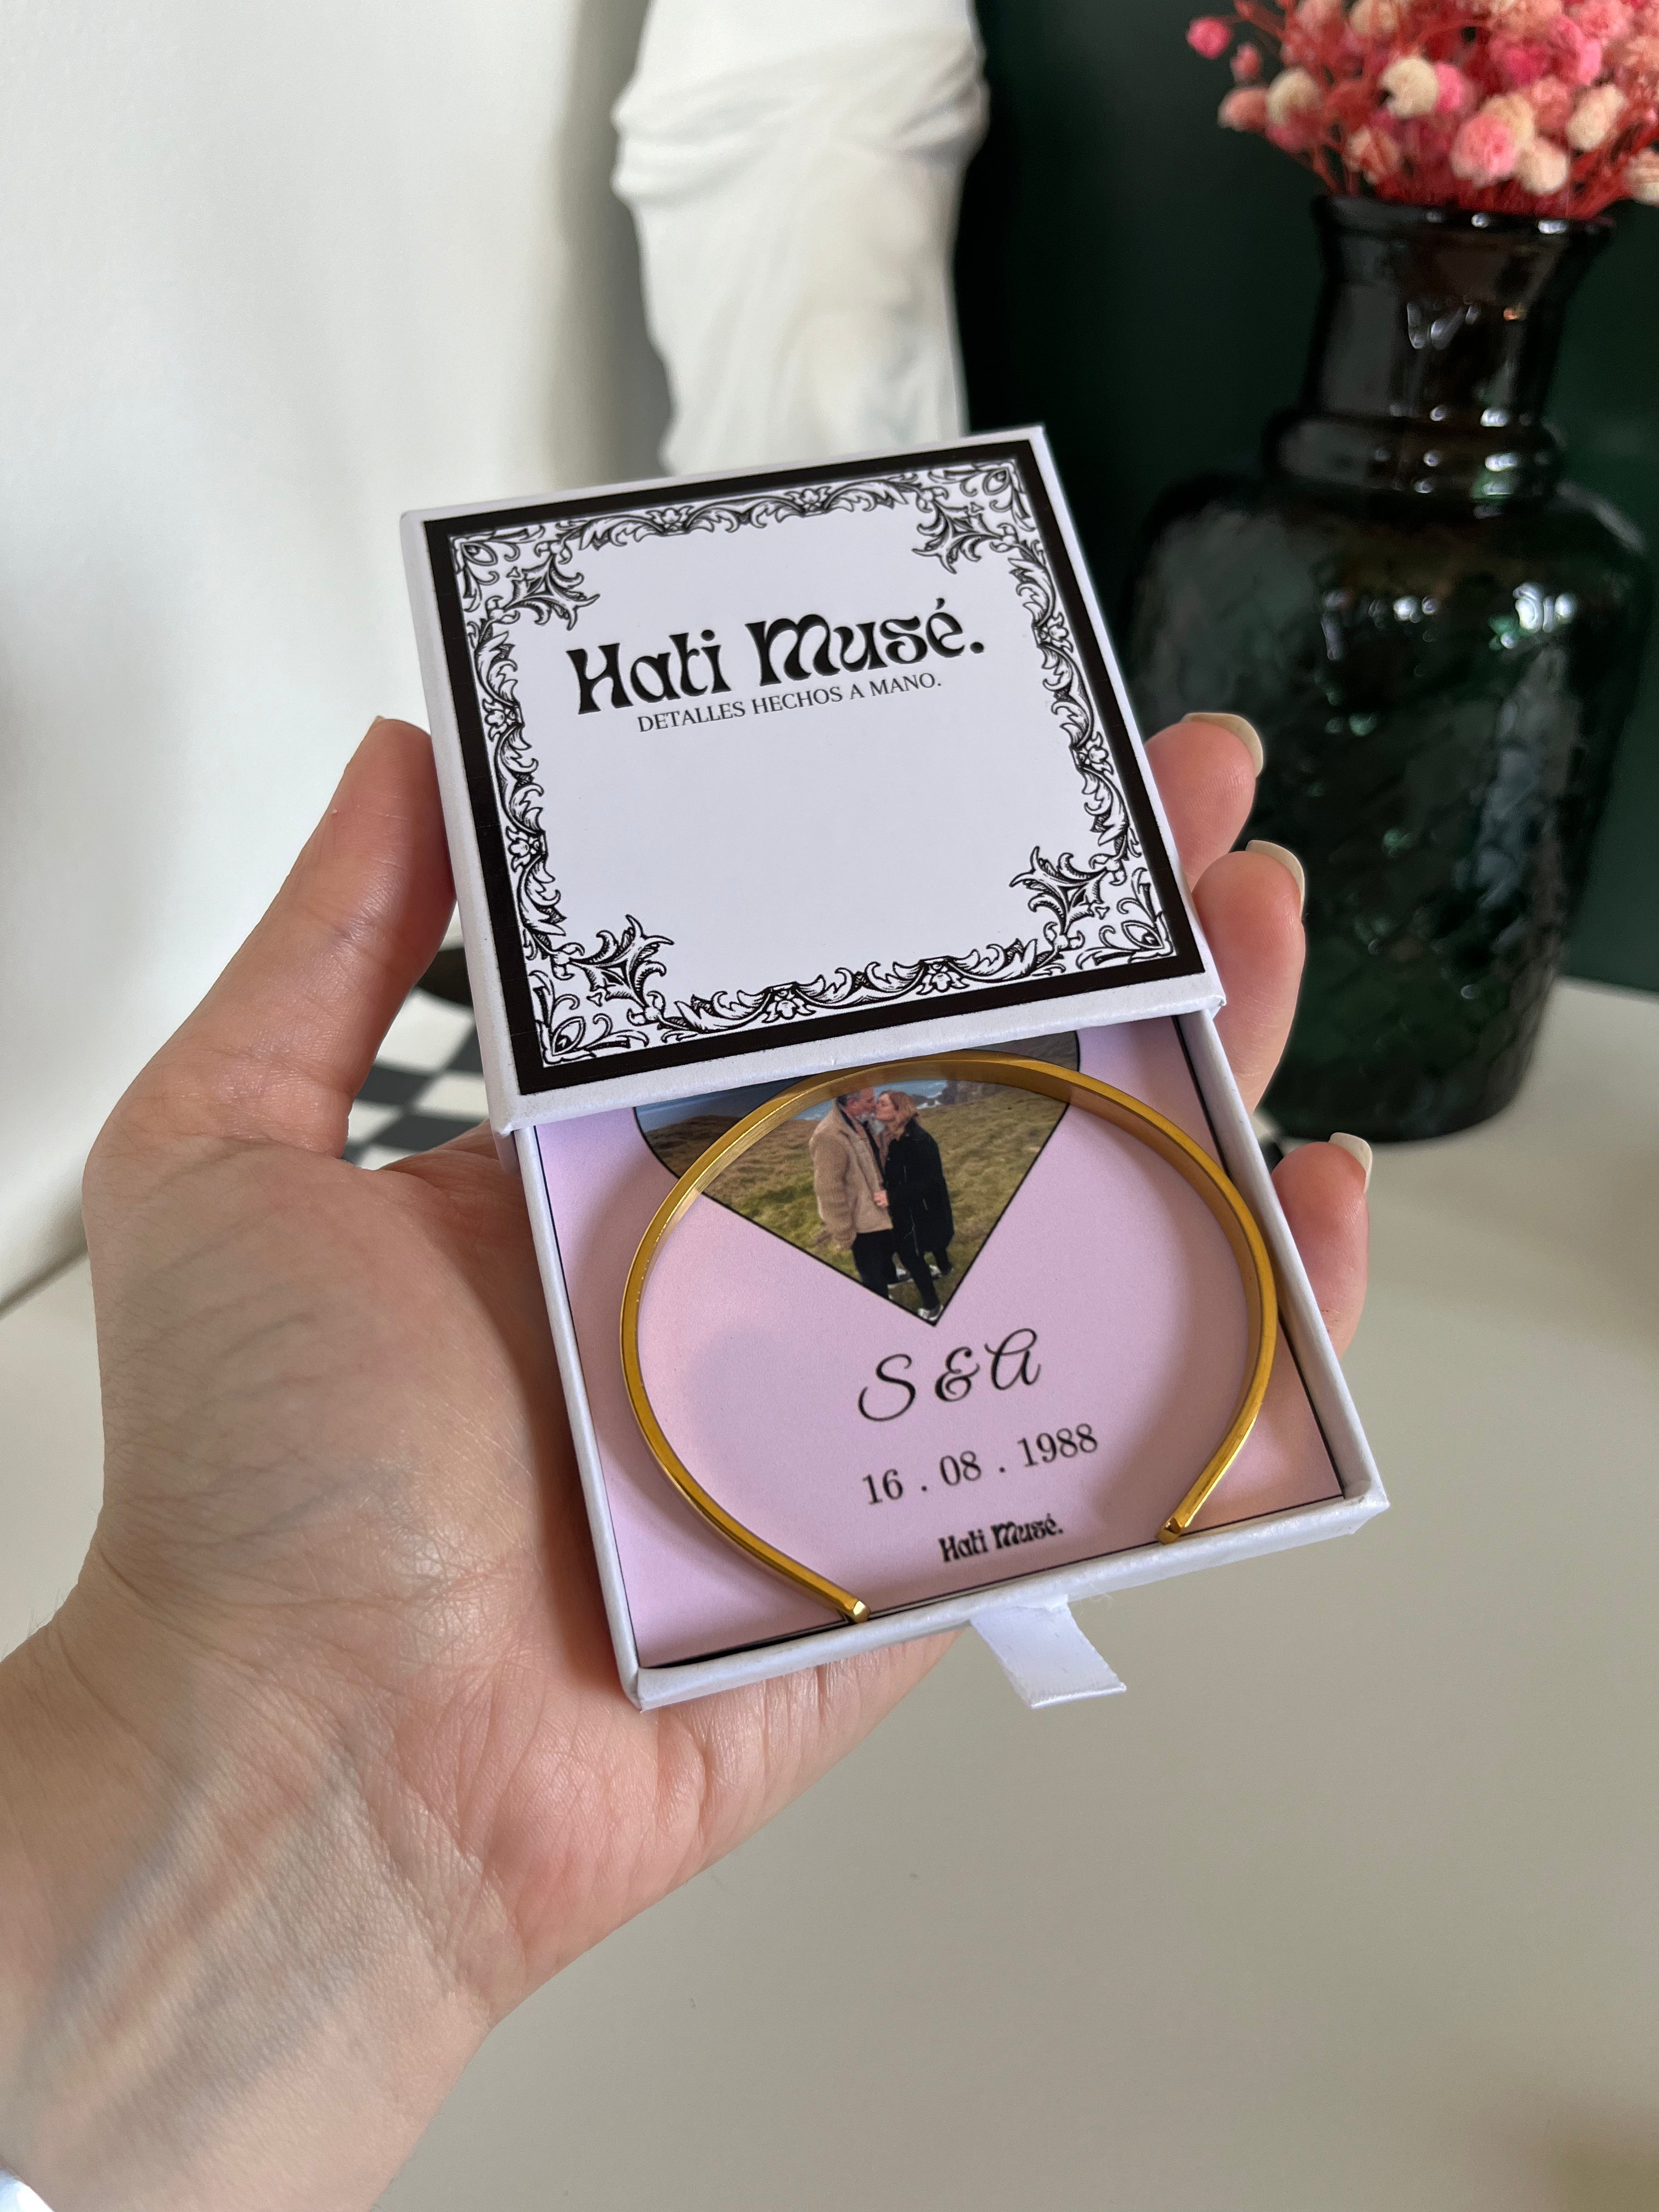 Hati Musé.
DETALLES HECHOS A MANO.
S & A
16 . 08 . 1988
Hati Musé.